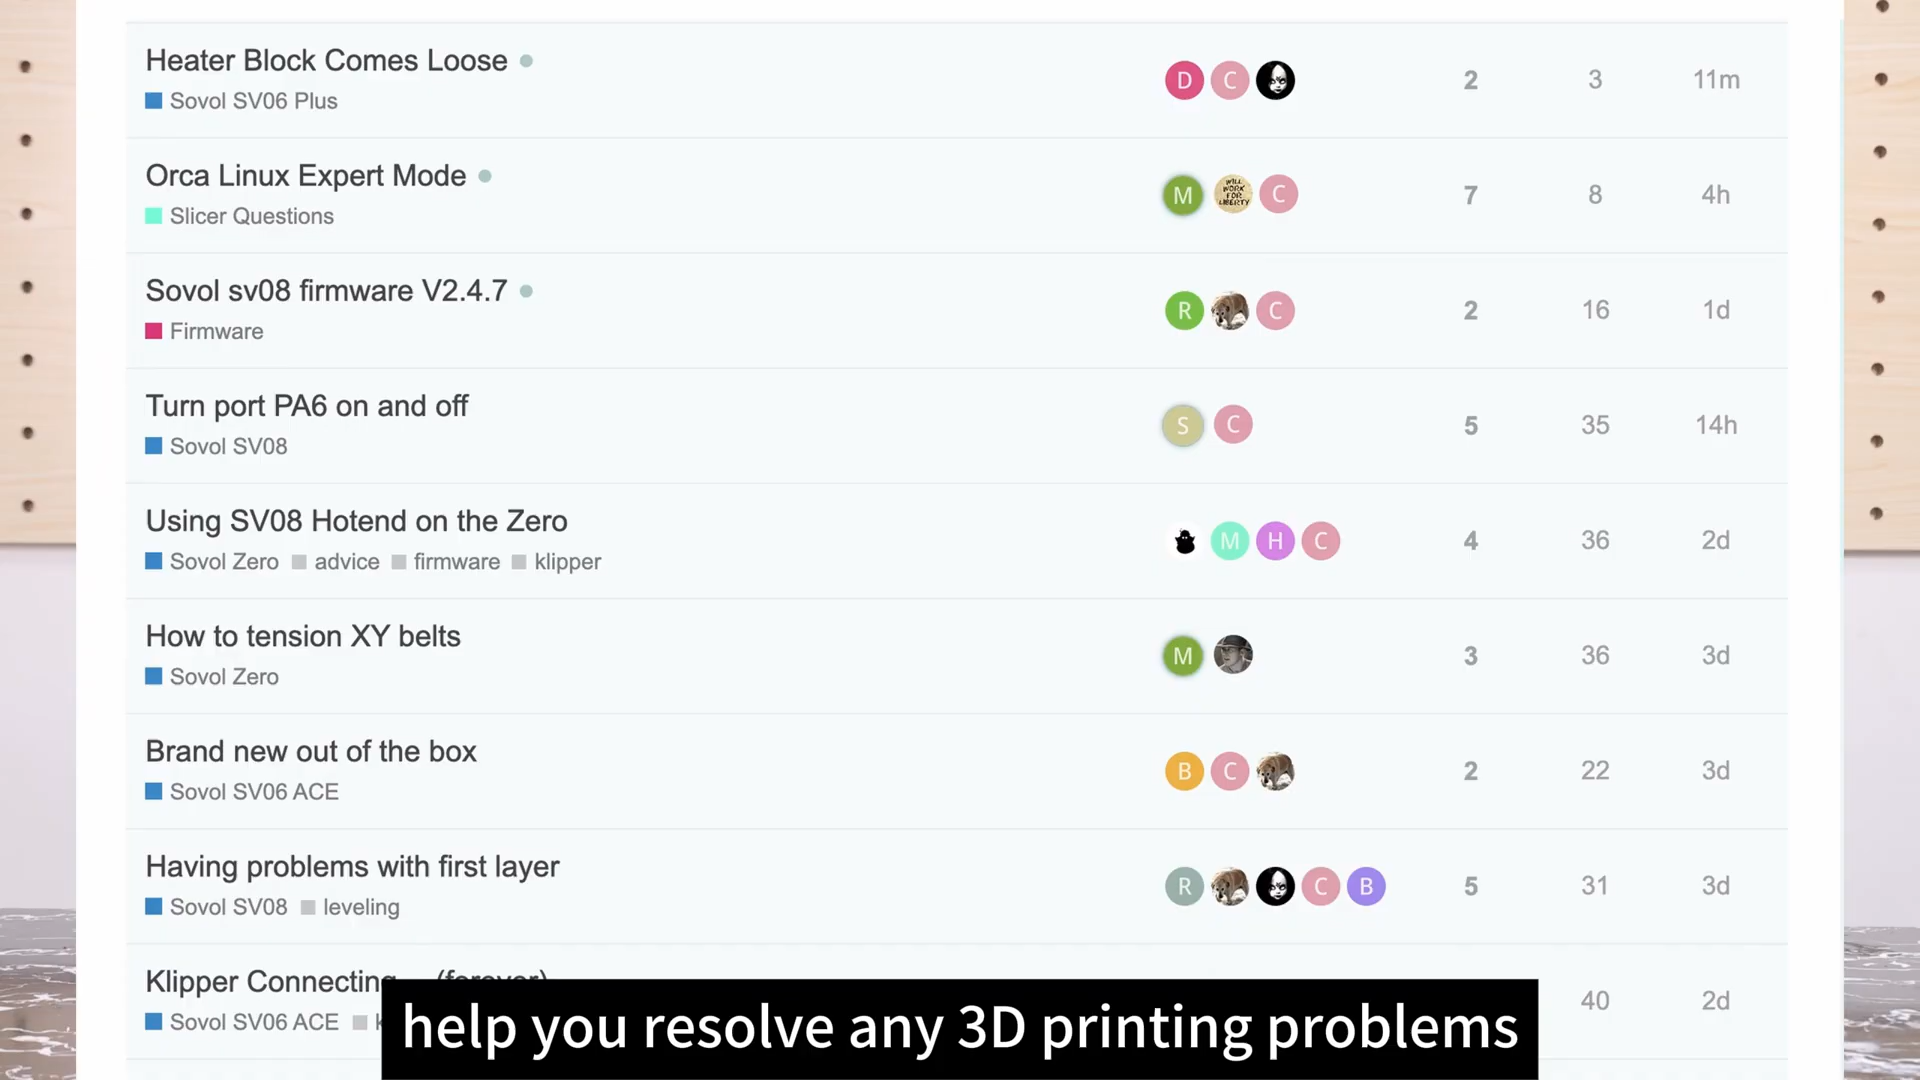 Heater Block Comes Loose
Sovol SV06 Plus
D C 2 3 11m
Orca Linux Expert Mode
Slicer Questions
M WILL WORK FOR LIBERTY C 7 8 4h
Sovol sv08 firmware V2.4.7
Firmware
R C 2 16 1d
Turn port PA6 on and off
Sovol SV08
S C 5 35 14h
Using SV08 Hotend on the Zero
Sovol Zero advice firmware klipper
M H C 4 36 2d
How to tension XY belts
Sovol Zero
M 3 36 3d
Brand new out of the box
Sovol SV06 ACE
B C 2 22 3d
Having problems with first layer
Sovol SV08 leveling
R C B 5 31 3d
Klipper Connecting (forever)
Sovol SV06 ACE
40 2d
help you resolve any 3D printing problems